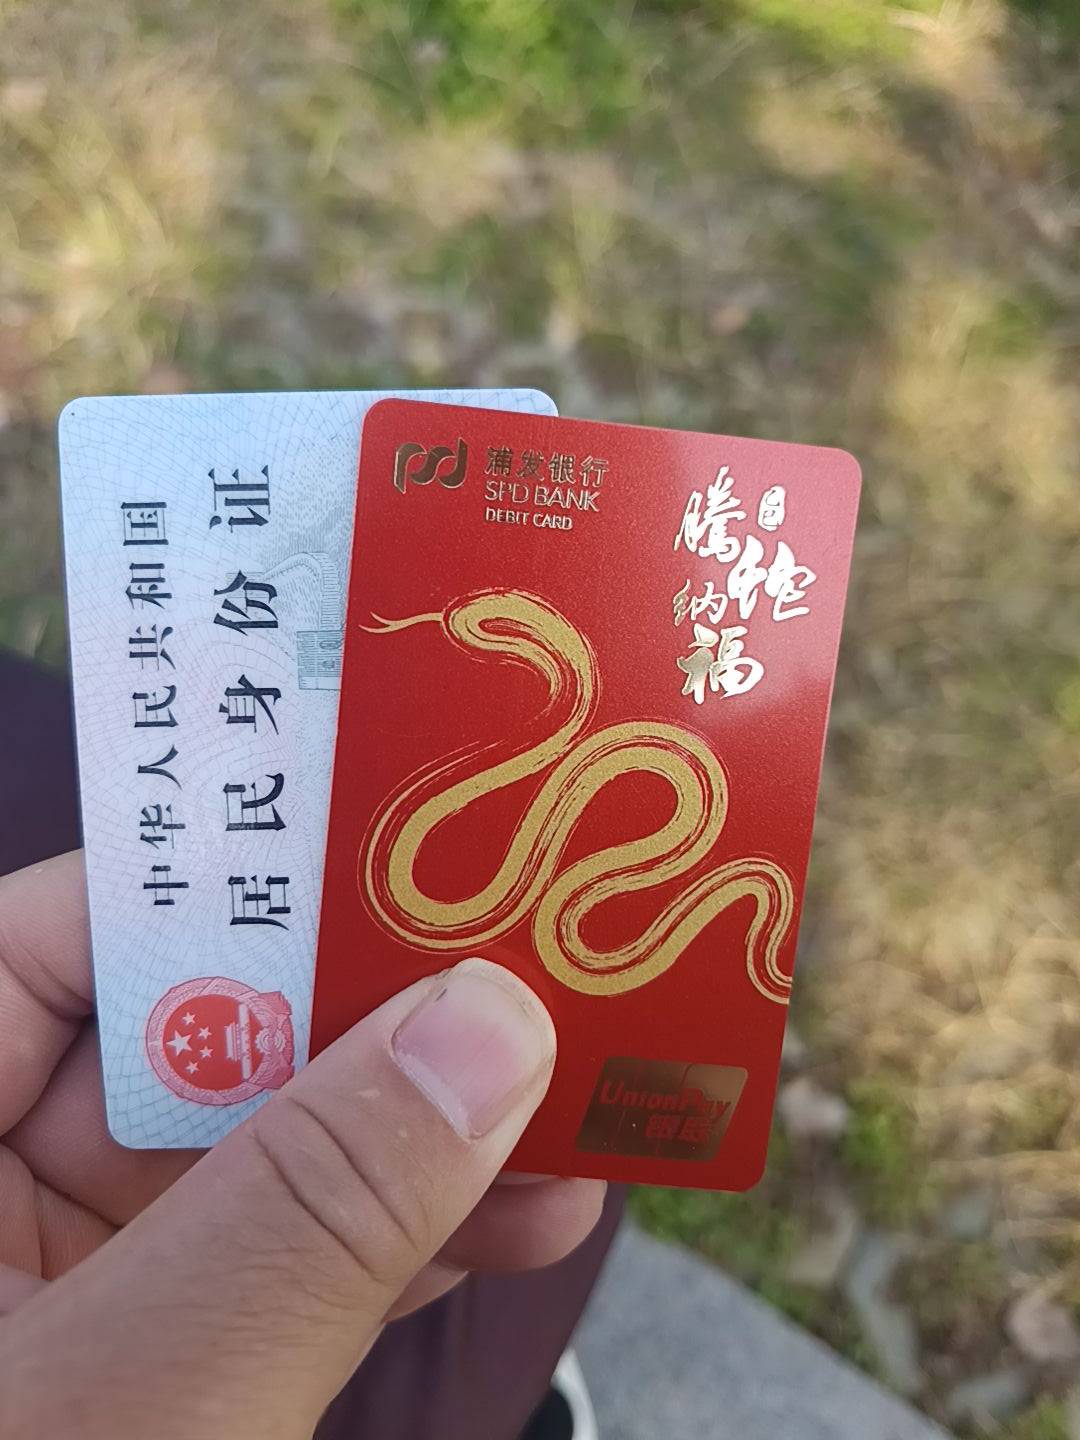 中华人民共和国
居民身份证
浦发银行
SPD BANK
DEBIT CARD
腾蛇
纳福
UnionPay
银联